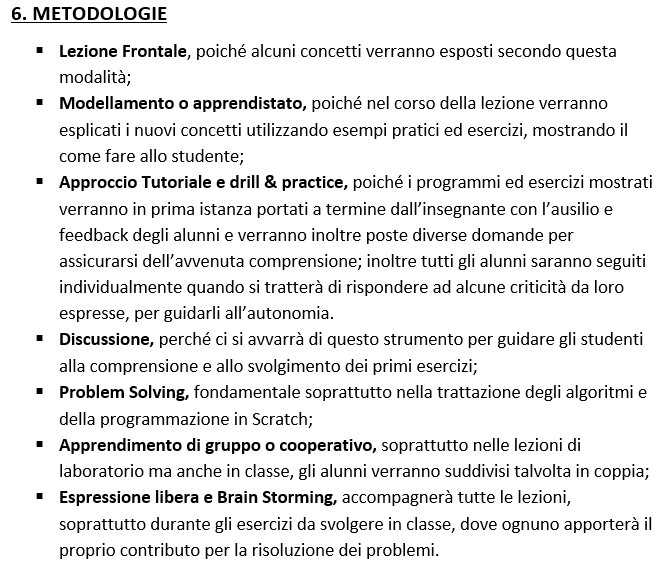 6. METODOLOGIE
▪ Lezione Frontale, poiché alcuni concetti verranno esposti secondo questa
modalità;
▪ Modellamento o apprendistato, poiché nel corso della lezione verranno
esplicati i nuovi concetti utilizzando esempi pratici ed esercizi, mostrando il
come fare allo studente;
▪ Approccio Tutoriale e drill & practice, poiché i programmi ed esercizi mostrati
verranno in prima istanza portati a termine dall’insegnante con l’ausilio e
feedback degli alunni e verranno inoltre poste diverse domande per
assicurarsi dell’avvenuta comprensione; inoltre tutti gli alunni saranno seguiti
individualmente quando si tratterà di rispondere ad alcune criticità da loro
espresse, per guidarli all’autonomia.
▪ Discussione, perché ci si avvarrà di questo strumento per guidare gli studenti
alla comprensione e allo svolgimento dei primi esercizi;
▪ Problem Solving, fondamentale soprattutto nella trattazione degli algoritmi e
della programmazione in Scratch;
▪ Apprendimento di gruppo o cooperativo, soprattutto nelle lezioni di
laboratorio ma anche in classe, gli alunni verranno suddivisi talvolta in coppia;
▪ Espressione libera e Brain Storming, accompagnerà tutte le lezioni,
soprattutto durante gli esercizi da svolgere in classe, dove ognuno apporterà il
proprio contributo per la risoluzione dei problemi.